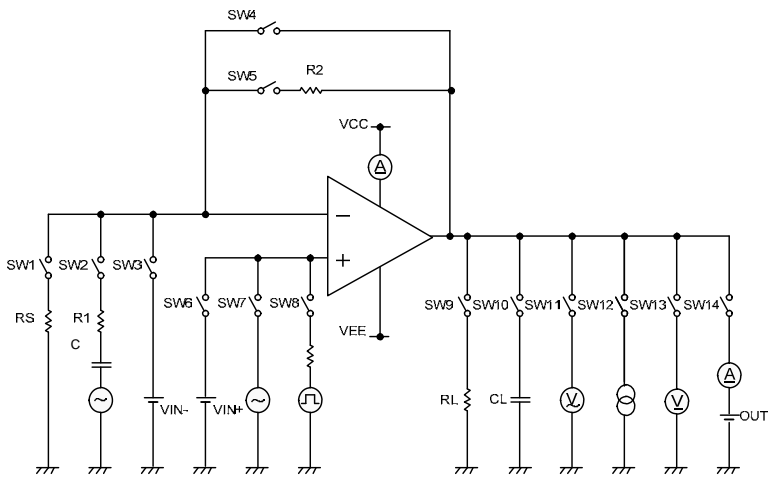 SW4
SW5
R2
VCC
A
−
+
SW1
SW2
SW3
SW6
SW7
SW8
SW9
SW10
SW11
SW12
SW13
SW14
RS
R1
C
VEE
VIN-
VIN+
RL
CL
V
V
A
OUT